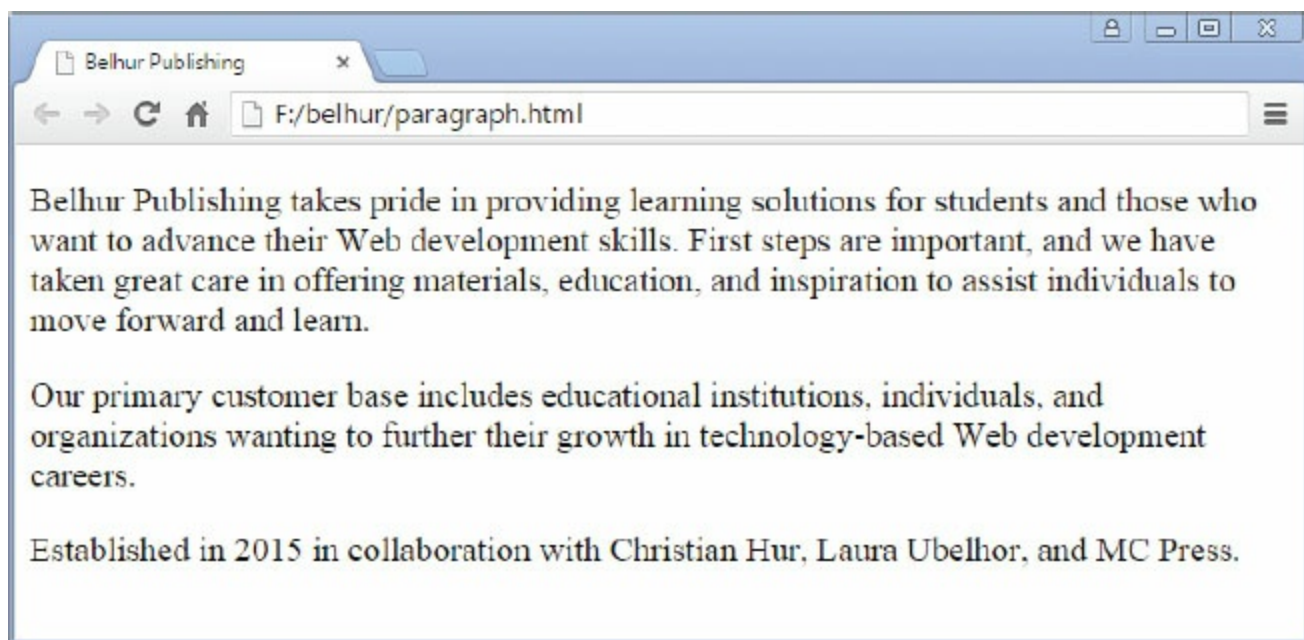 Belhur Publishing
F:/belhur/paragraph.html
Belhur Publishing takes pride in providing learning solutions for students and those who
want to advance their Web development skills. First steps are important, and we have
taken great care in offering materials, education, and inspiration to assist individuals to
move forward and learn.
Our primary customer base includes educational institutions, individuals, and
organizations wanting to further their growth in technology-based Web development
careers.
Established in 2015 in collaboration with Christian Hur, Laura Ubelhor, and MC Press.